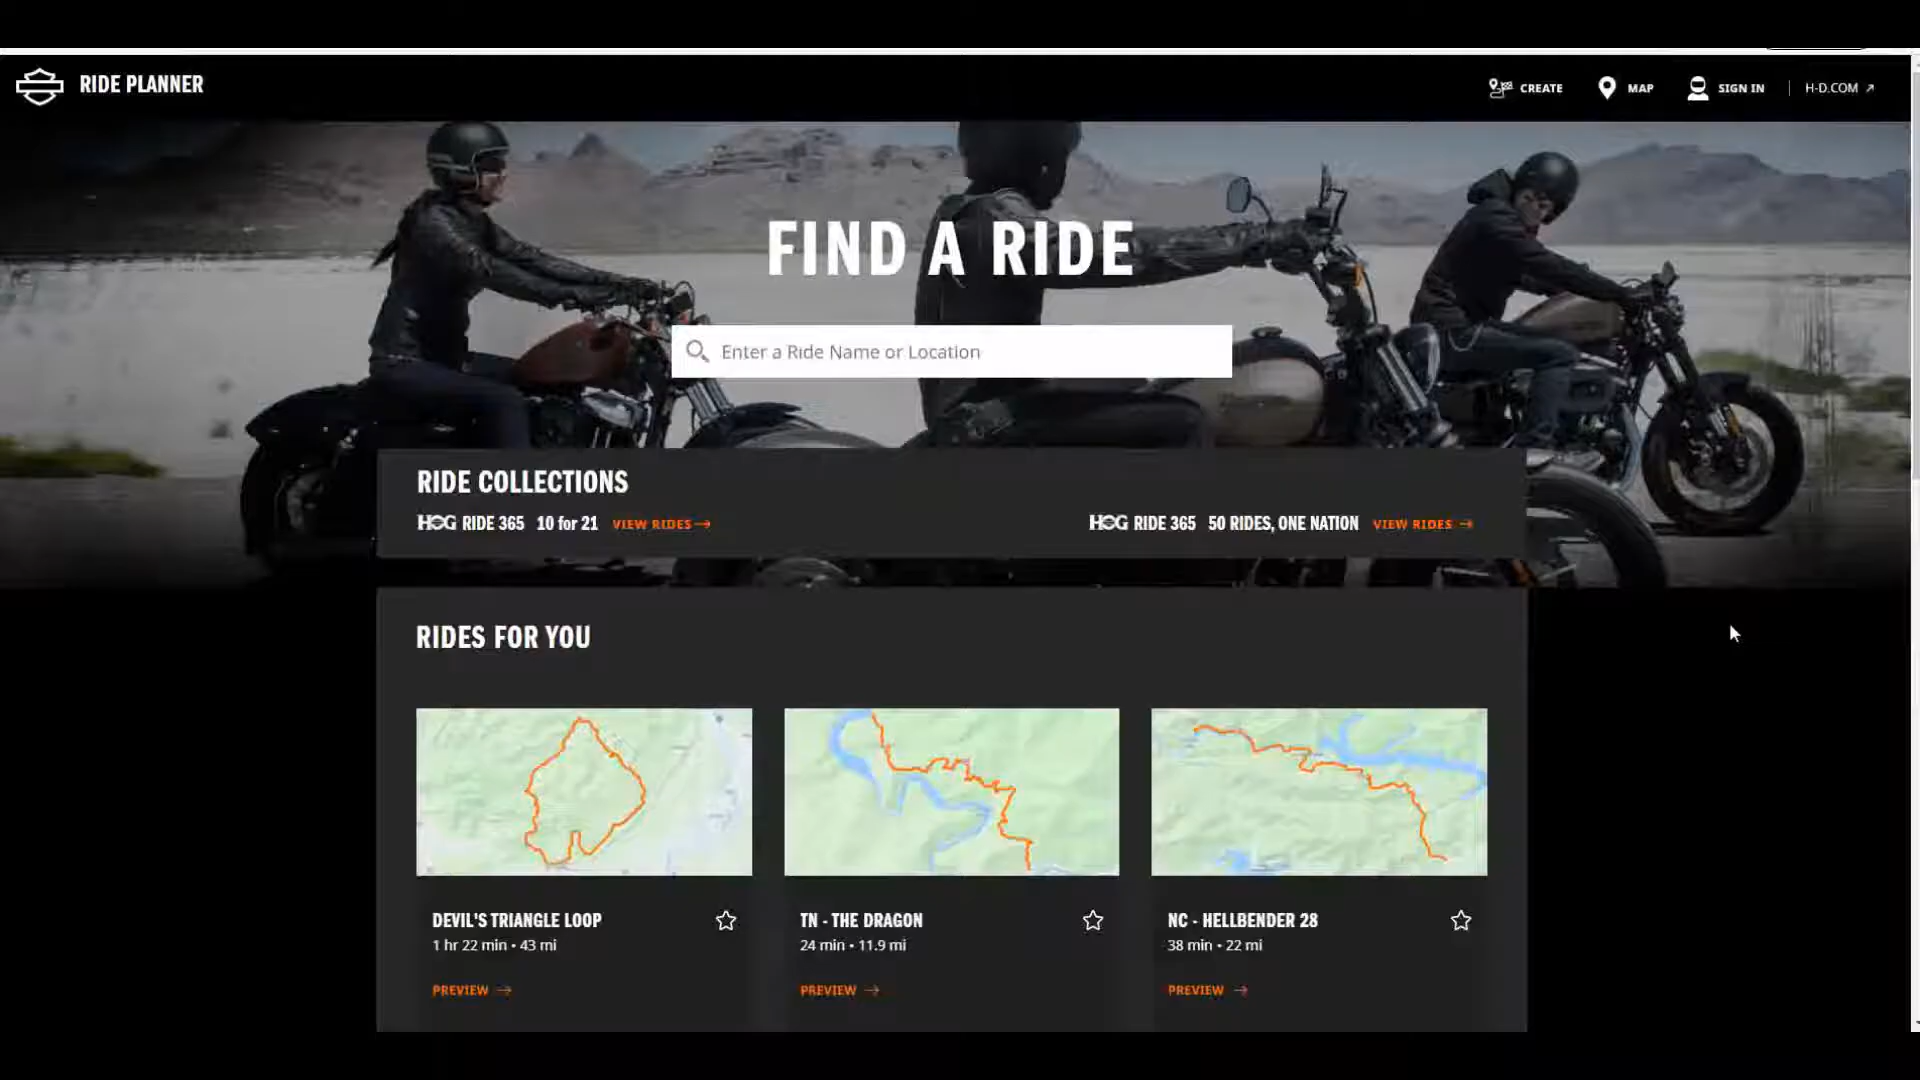 RIDE PLANNER
CREATE
MAP
SIGN IN
H-D.COM
FIND A RIDE
Enter a Ride Name or Location
RIDE COLLECTIONS
HOG RIDE 365 10 for 21 VIEW RIDES
HOG RIDE 365 50 RIDES, ONE NATION VIEW RIDES
RIDES FOR YOU
DEVIL'S TRIANGLE LOOP
1 hr 22 min • 43 mi
PREVIEW
TN - THE DRAGON
24 min • 11.9 mi
PREVIEW
NC - HELLBENDER 28
38 min • 22 mi
PREVIEW